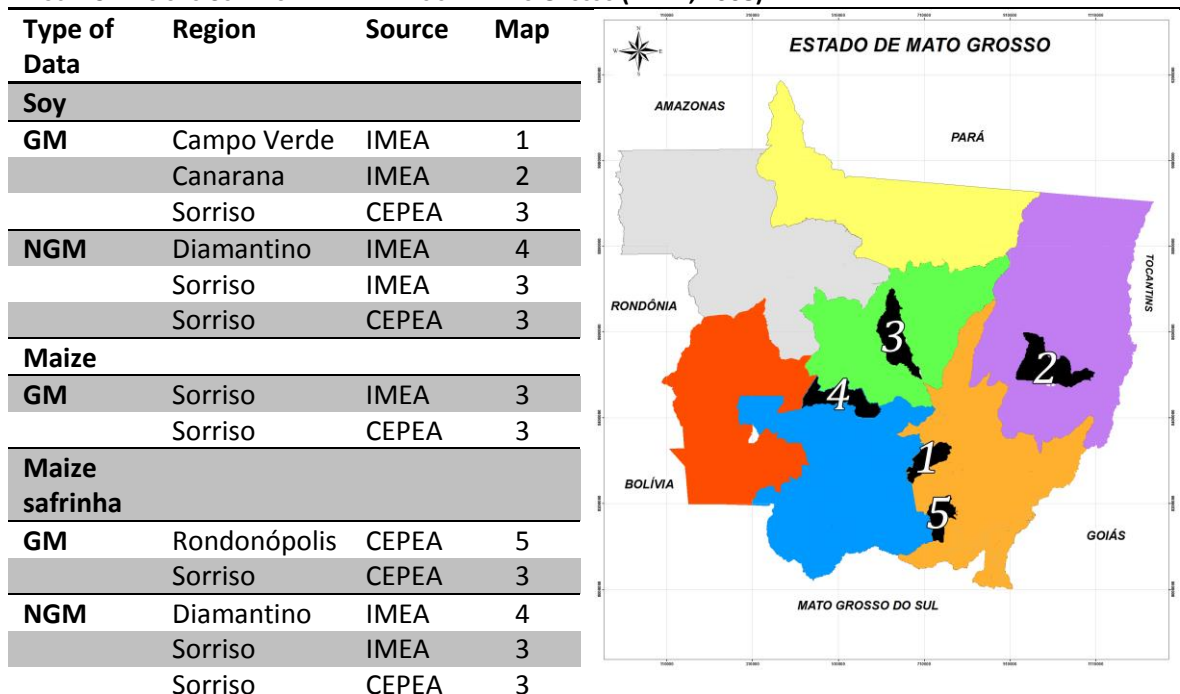 Type of Data Region Source Map
Soy
GM Campo Verde IMEA 1
Canarana IMEA 2
Sorriso CEPEA 3
NGM Diamantino IMEA 4
Sorriso IMEA 3
Sorriso CEPEA 3
Maize
GM Sorriso IMEA 3
Sorriso CEPEA 3
Maize safrinha
GM Rondonópolis CEPEA 5
Sorriso CEPEA 3
NGM Diamantino IMEA 4
Sorriso IMEA 3
Sorriso CEPEA 3
ESTADO DE MATO GROSSO
N
W
E
S
AMAZONAS
PARÁ
TOCANTINS
RONDÔNIA
3
2
4
1
BOLÍVIA
5
GOIÁS
MATO GROSSO DO SUL